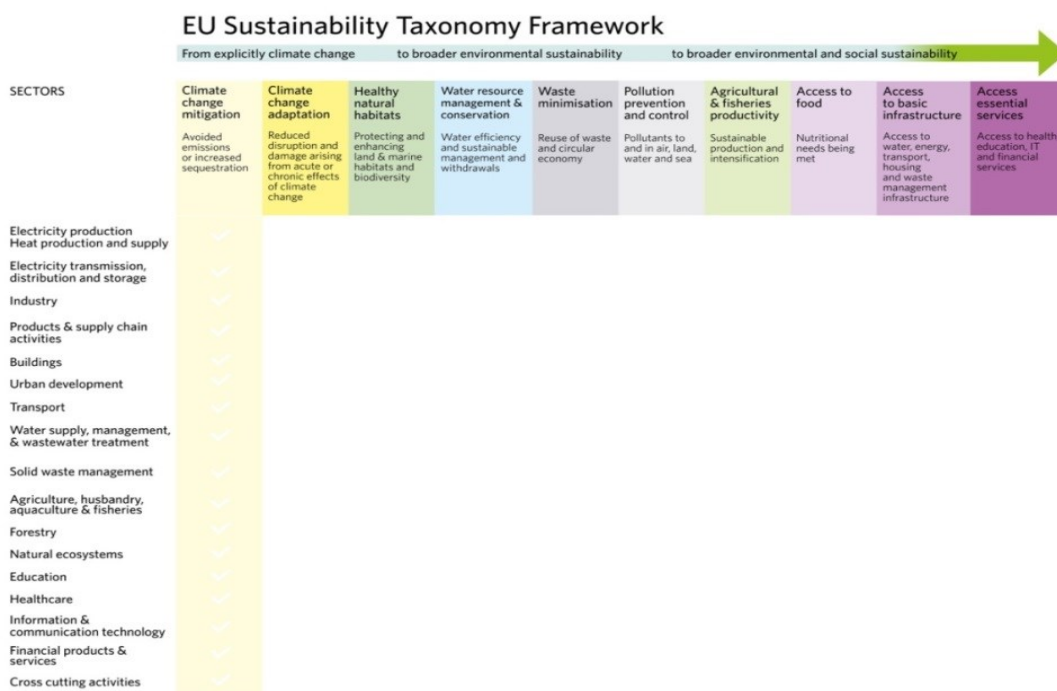 EU Sustainability Taxonomy Framework
From explicitly climate change to broader environmental sustainability to broader environmental and social sustainability
SECTORS
Climate
change
mitigation
Avoided
emissions
or increased
sequestration
Climate
change
adaptation
Reduced
disruption and
damage arising
from acute or
chronic effects
of climate
change
Healthy
natural
habitats
Protecting and
enhancing
land & marine
habitats and
biodiversity
Water resource
management &
conservation
Water efficiency
and sustainable
management and
withdrawals
Waste
minimisation
Reuse of waste
and circular
economy
Pollution
prevention
and control
Pollutants to
and in air, land,
water and sea
Agricultural
& fisheries
productivity
Sustainable
production and
intensification
Access to
food
Nutritional
needs being
met
Access
to basic
infrastructure
Access to
water, energy,
transport,
housing
and waste
management
infrastructure
Access
essential
services
Access to health
education, IT
and financial
services
Electricity production
Heat production and supply
Electricity transmission,
distribution and storage
Industry
Products & supply chain
activities
Buildings
Urban development
Transport
Water supply, management,
& wastewater treatment
Solid waste management
Agriculture, husbandry,
aquaculture & fisheries
Forestry
Natural ecosystems
Education
Healthcare
Information &
communication technology
Financial products &
services
Cross cutting activities